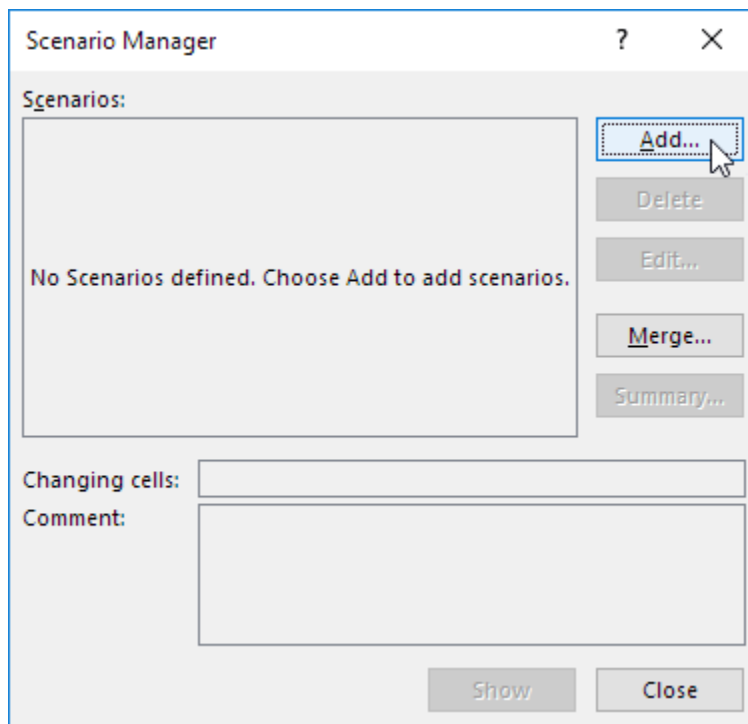 Scenario Manager ?
Scenarios:
Add...
Delete
No Scenarios defined. Choose Add to add scenarios.
Edit...
Merge...
Summary...
Changing cells:
Comment:
Show Close